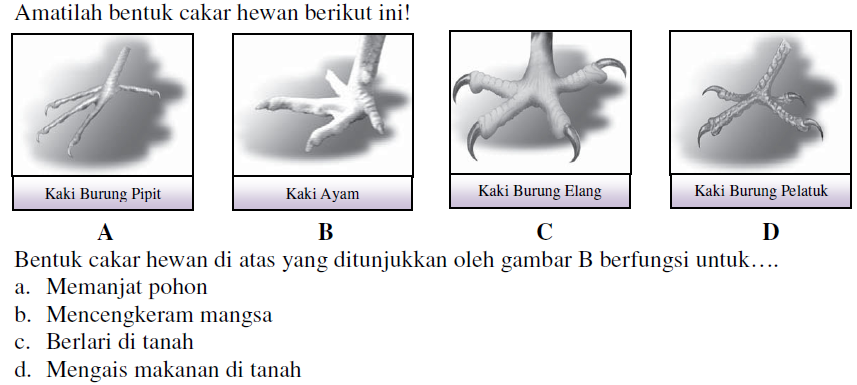 Amatilah bentuk cakar hewan berikut ini!
Kaki Burung Pipit
Kaki Ayam
Kaki Burung Elang
Kaki Burung Pelatuk
A
B
C
D
Bentuk cakar hewan di atas yang ditunjukkan oleh gambar B berfungsi untuk….
a. Memanjat pohon
b. Mencengkeram mangsa
c. Berlari di tanah
d. Mengais makanan di tanah